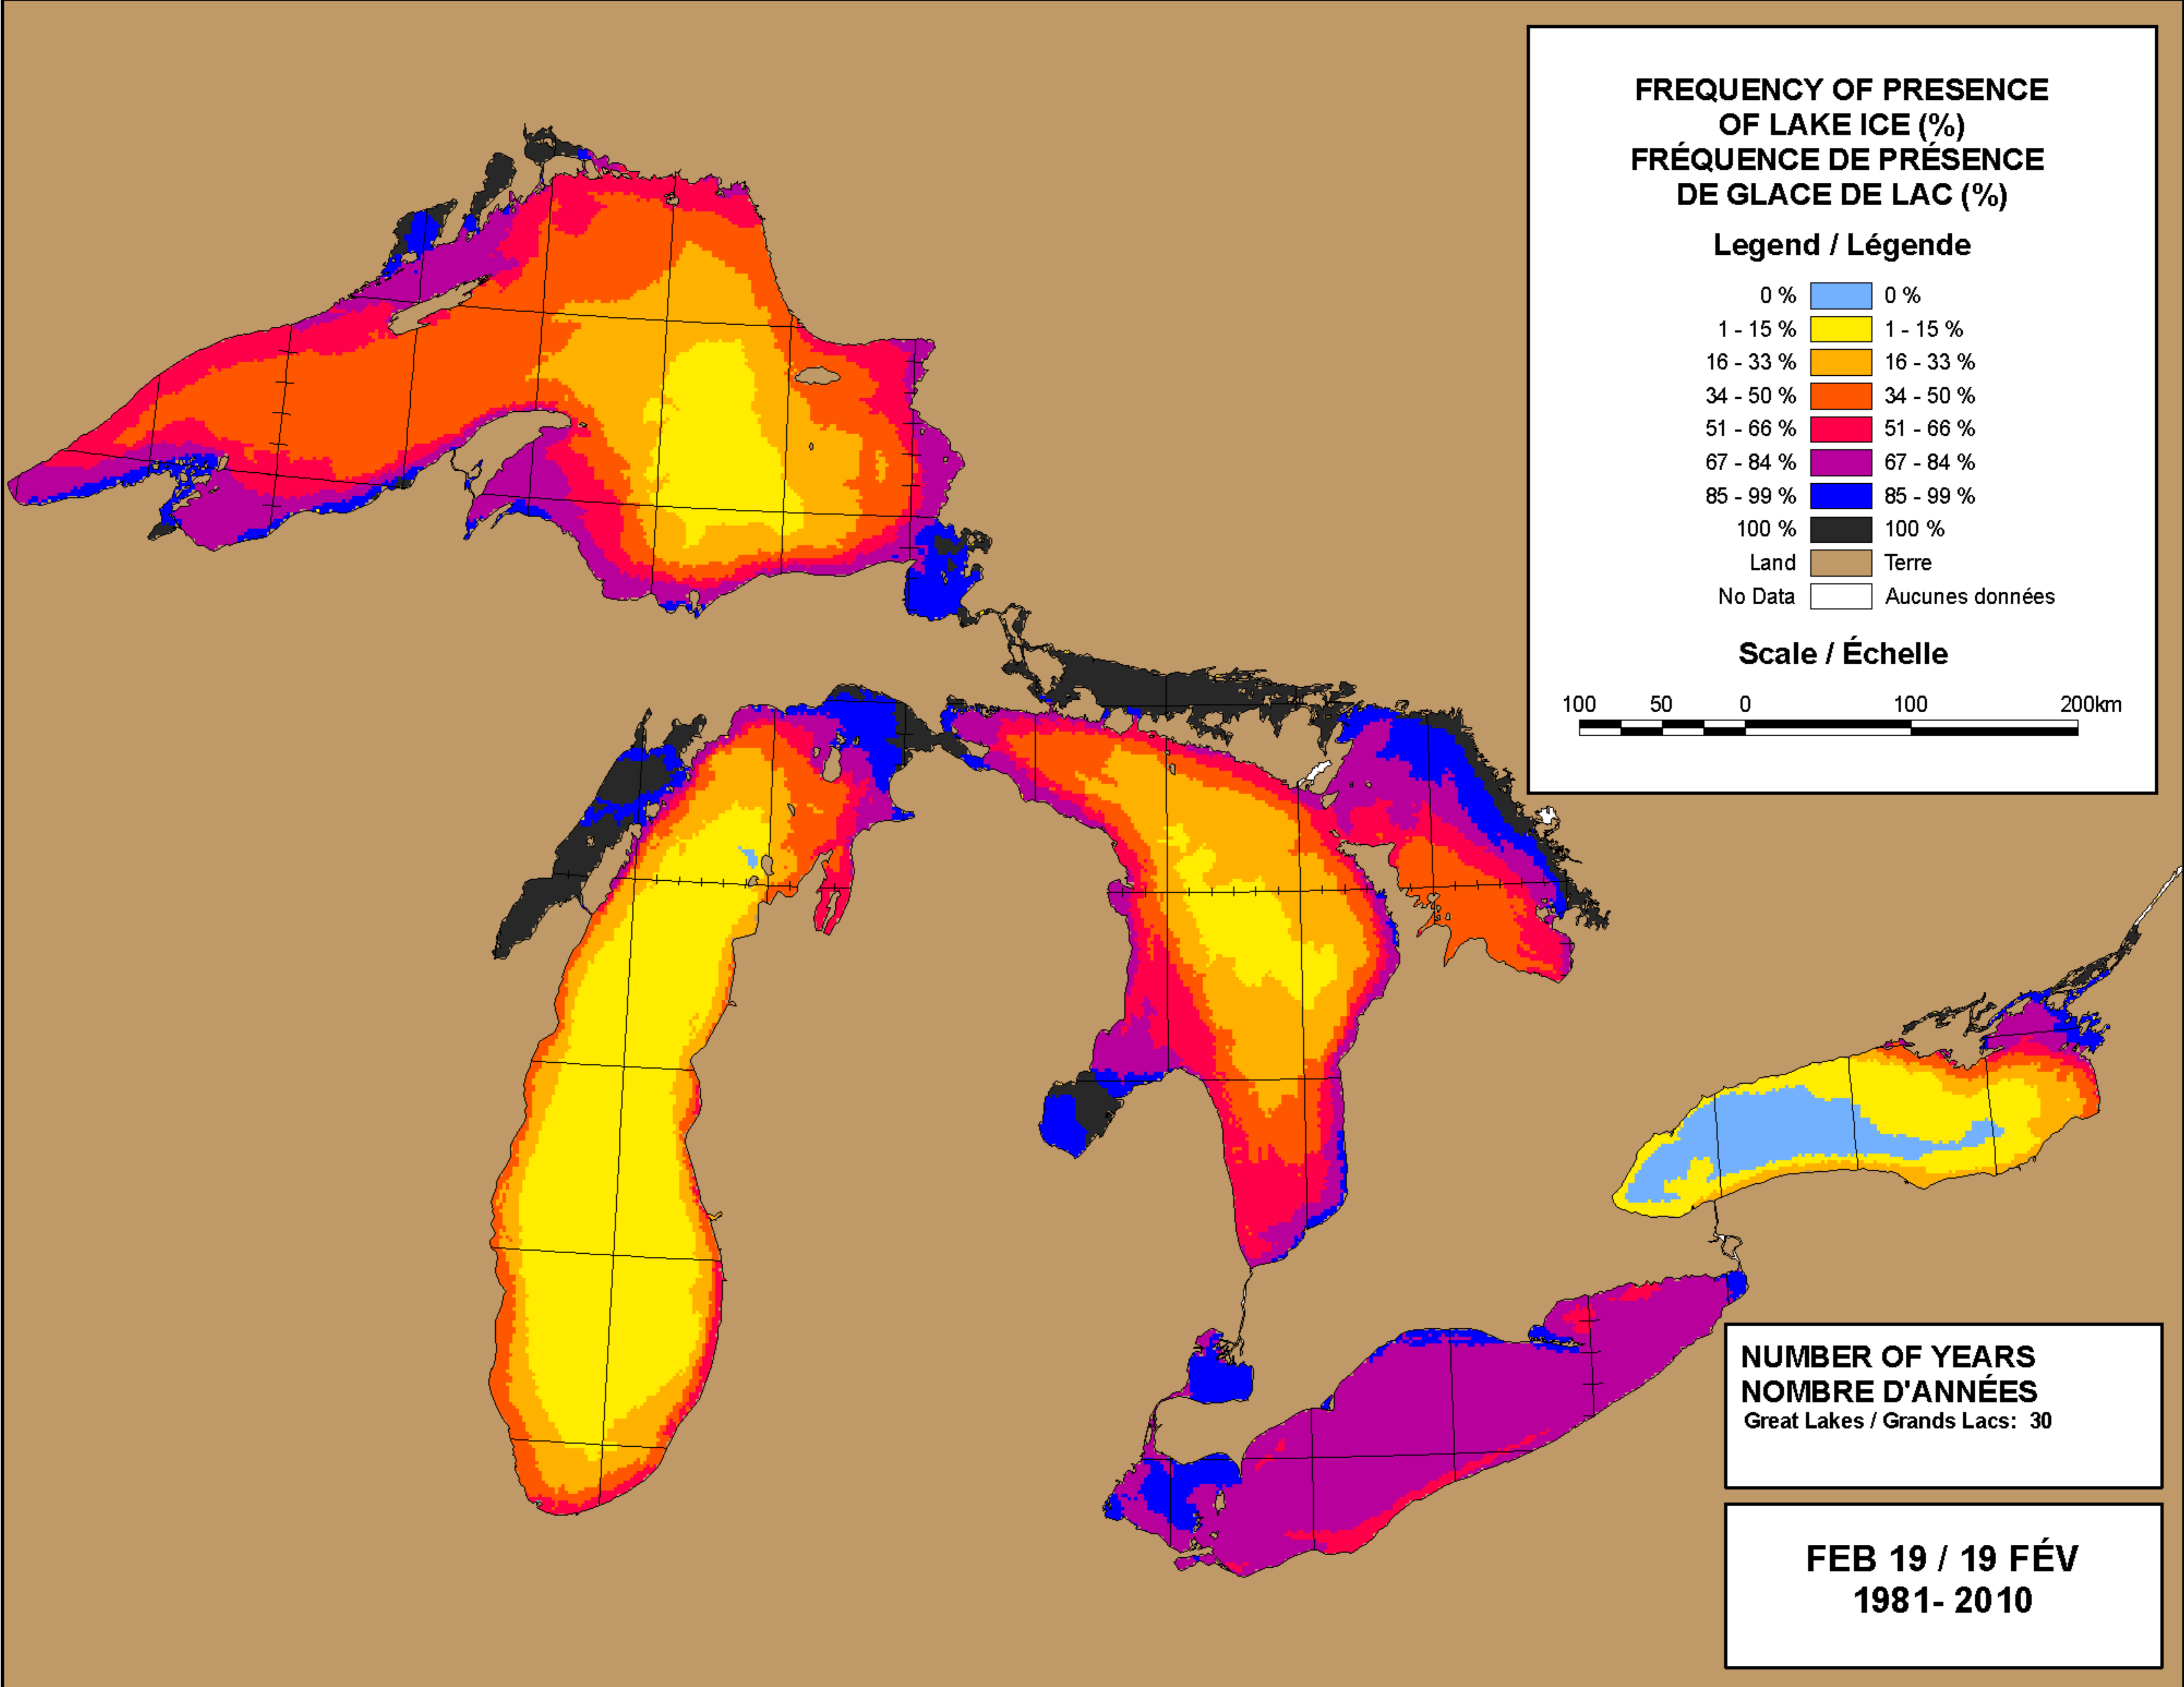 FREQUENCY OF PRESENCE
OF LAKE ICE (%)
FRÉQUENCE DE PRÉSENCE
DE GLACE DE LAC (%)
Legend / Légende
0 % 0 %
1 - 15 % 1 - 15 %
16 - 33 % 16 - 33 %
34 - 50 % 34 - 50 %
51 - 66 % 51 - 66 %
67 - 84 % 67 - 84 %
85 - 99 % 85 - 99 %
100 % 100 %
Land Terre
No Data Aucunes données
Scale / Échelle
100 50 0 100 200km
NUMBER OF YEARS
NOMBRE D'ANNÉES
Great Lakes / Grands Lacs: 30
FEB 19 / 19 FÉV
1981- 2010